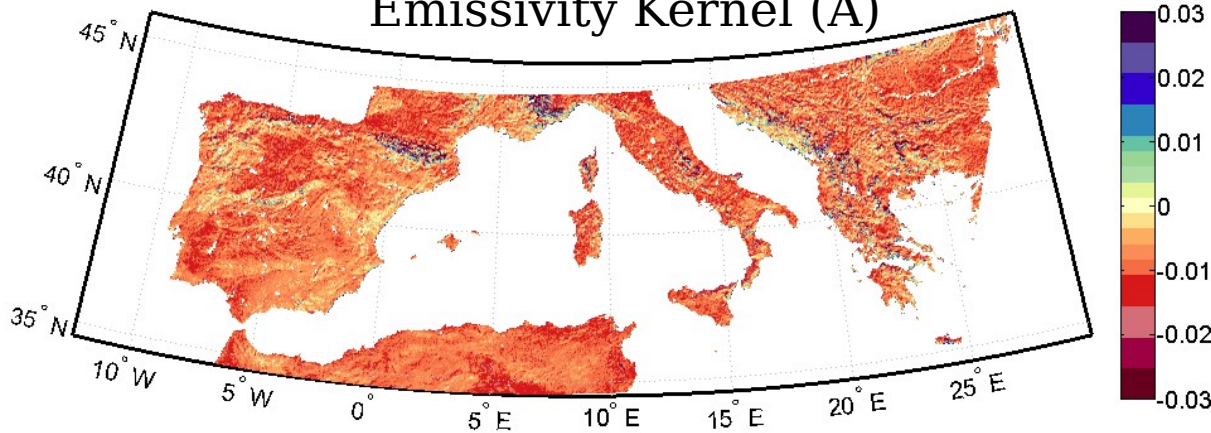 Emissivity Kernel (A)
45° N
40° N
35° N
10° W
5° W
0°
5° E
10° E
15° E
20° E
25° E
0.03
0.02
0.01
0
-0.01
-0.02
-0.03